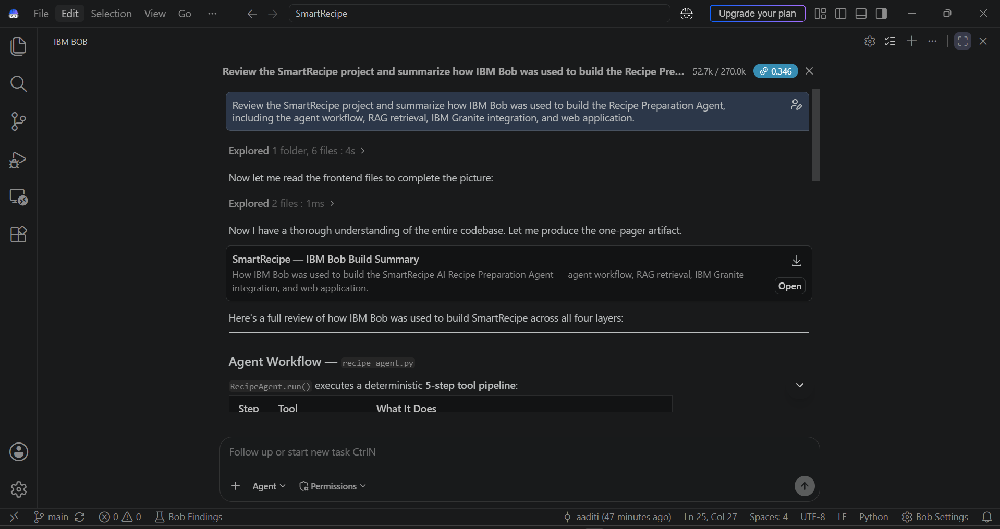 File Edit Selection View Go ··· SmartRecipe Upgrade your plan
IBM BOB
Review the SmartRecipe project and summarize how IBM Bob was used to build the Recipe Pre... 52.7k / 270.0k 0.346
Review the SmartRecipe project and summarize how IBM Bob was used to build the Recipe Preparation Agent,
including the agent workflow, RAG retrieval, IBM Granite integration, and web application.
Explored 1 folder, 6 files : 4s
Now let me read the frontend files to complete the picture:
Explored 2 files : 1ms
Now I have a thorough understanding of the entire codebase. Let me produce the one-pager artifact.
SmartRecipe — IBM Bob Build Summary
How IBM Bob was used to build the SmartRecipe AI Recipe Preparation Agent — agent workflow, RAG retrieval, IBM Granite
integration, and web application.
Open
Here's a full review of how IBM Bob was used to build SmartRecipe across all four layers:
Agent Workflow — recipe_agent.py
RecipeAgent.run() executes a deterministic 5-step tool pipeline:
Step Tool What It Does
Follow up or start new task CtrlN
Agent Permissions
main 0 0 Bob Findings aaditi (47 minutes ago) Ln 25, Col 27 Spaces: 4 UTF-8 LF Python Bob Settings